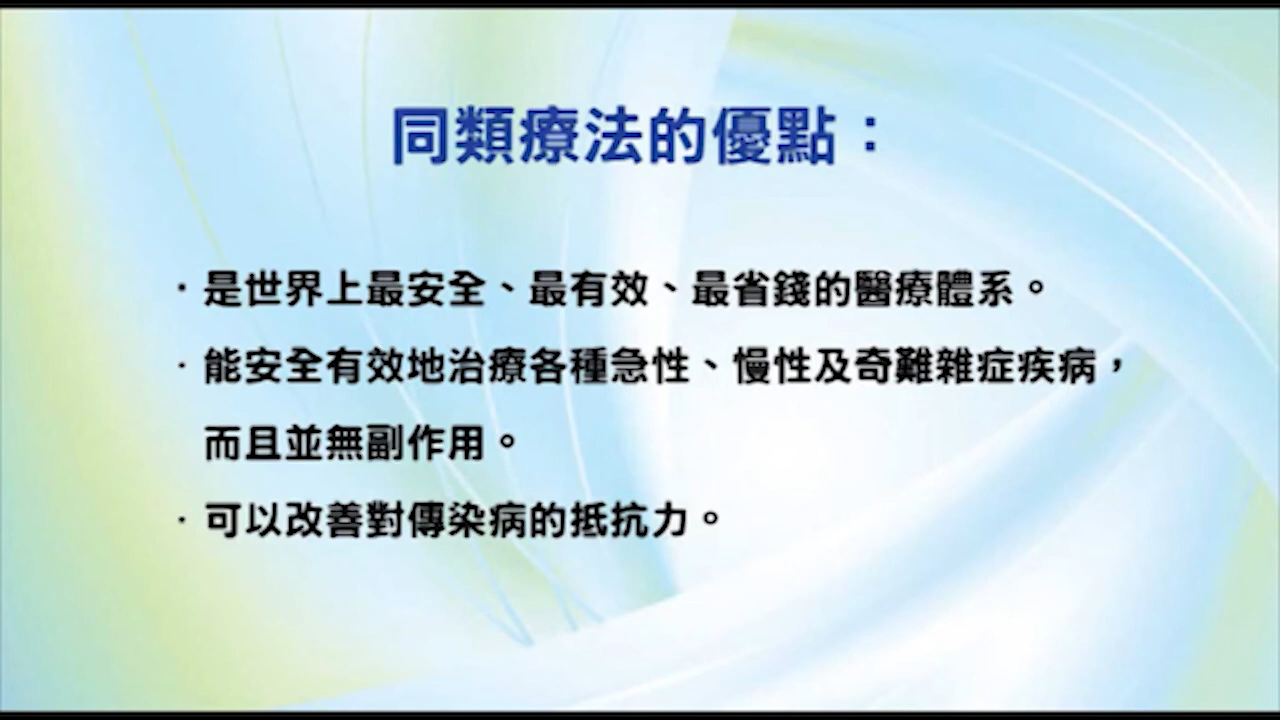 同類療法的優點：
·是世界上最安全、最有效、最省錢的醫療體系。
·能安全有效地治療各種急性、慢性及奇難雜症疾病，
而且並無副作用。
·可以改善對傳染病的抵抗力。